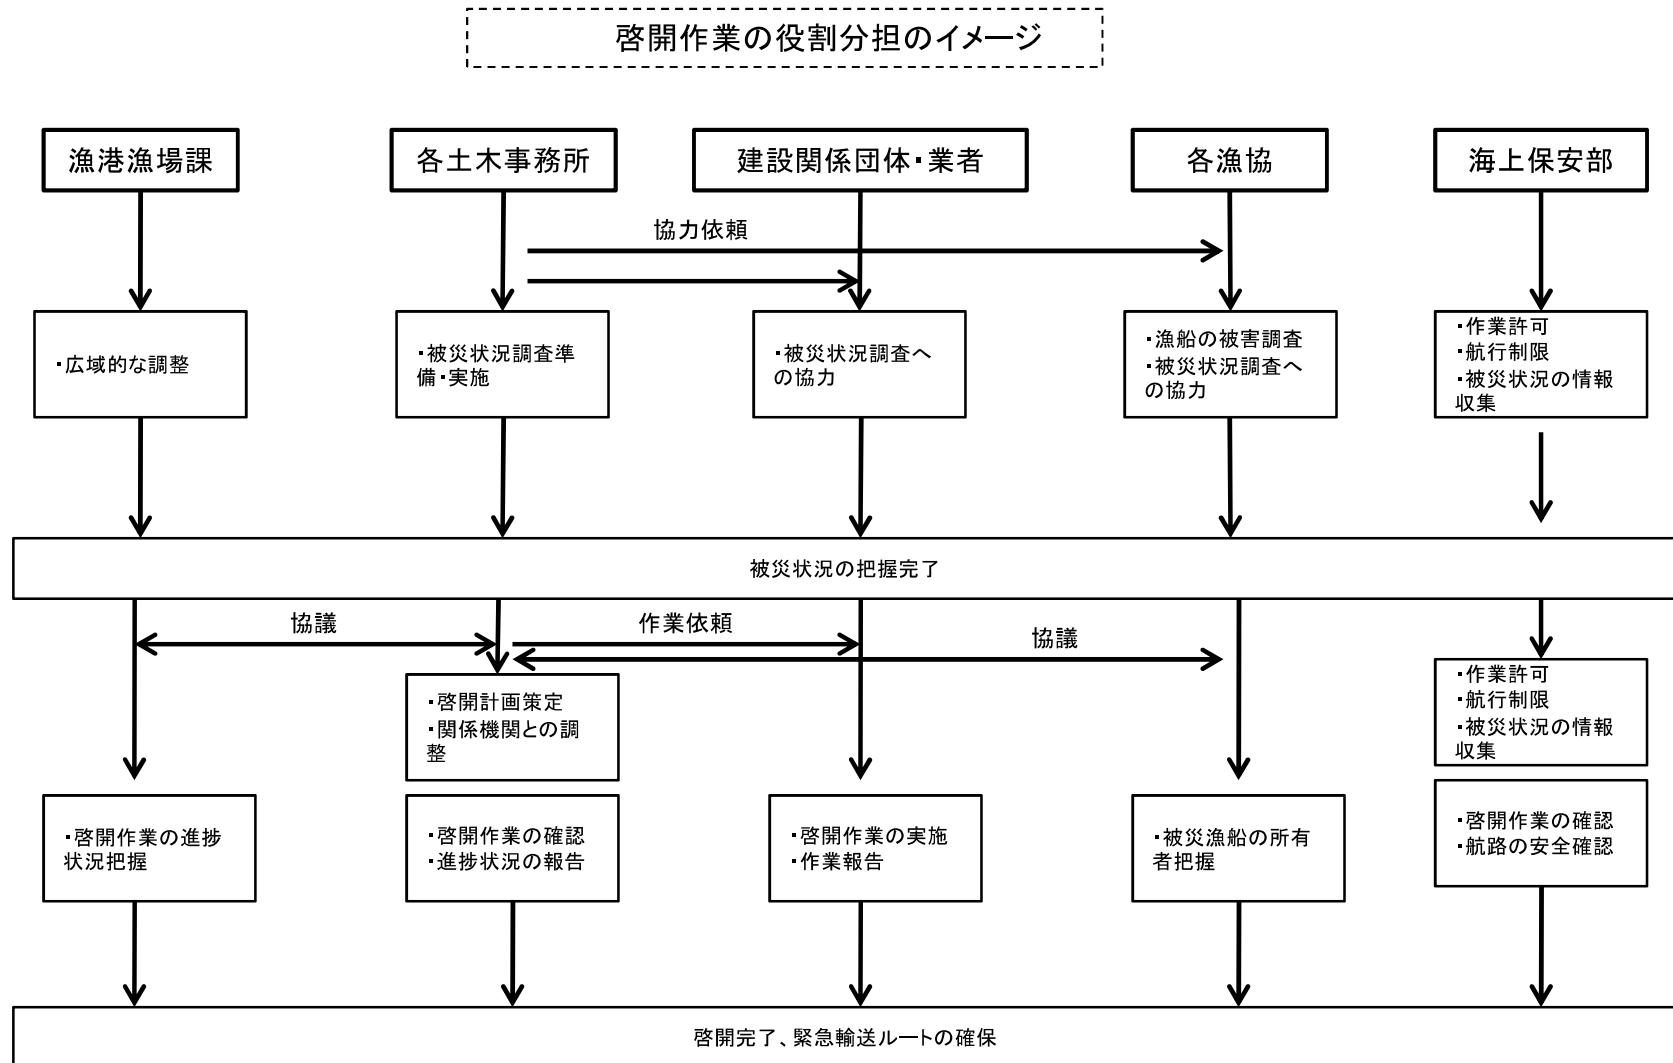 啓開作業の役割分担のイメージ
漁港漁場課
各土木事務所
建設関係団体・業者
各漁協
海上保安部
協力依頼
・広域的な調整
・被災状況調査準
備・実施
・被災状況調査へ
の協力
・漁船の被害調査
・被災状況調査へ
の協力
・作業許可
・航行制限
・被災状況の情報
収集
被災状況の把握完了
協議
作業依頼
協議
・啓開計画策定
・関係機関との調
整
・作業許可
・航行制限
・被災状況の情報
収集
・啓開作業の進捗
状況把握
・啓開作業の確認
・進捗状況の報告
・啓開作業の実施
・作業報告
・被災漁船の所有
者把握
・啓開作業の確認
・航路の安全確認
啓開完了、緊急輸送ルートの確保